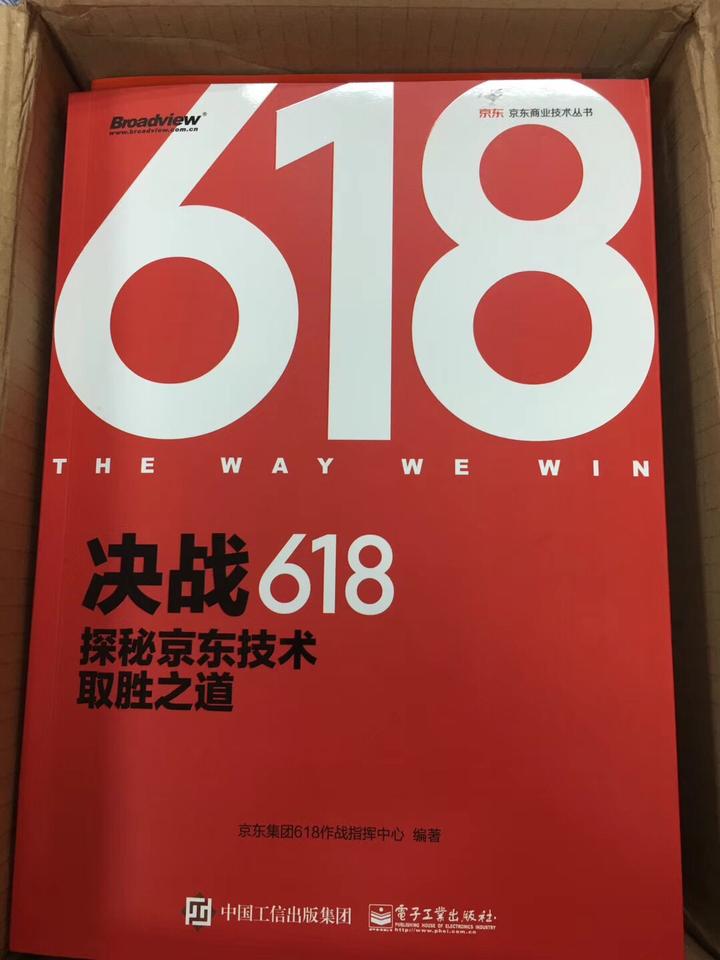 618
Broadview®
www.broadview.com.cn
京东 京东商业技术丛书
THE WAY WE WIN
决战618
探秘京东技术
取胜之道
京东集团618作战指挥中心 编著
中国工信出版集团
電子工業出版社·
PUBLISHING HOUSE OF ELECTRONICS INDUSTRY
http://www.phei.com.cn